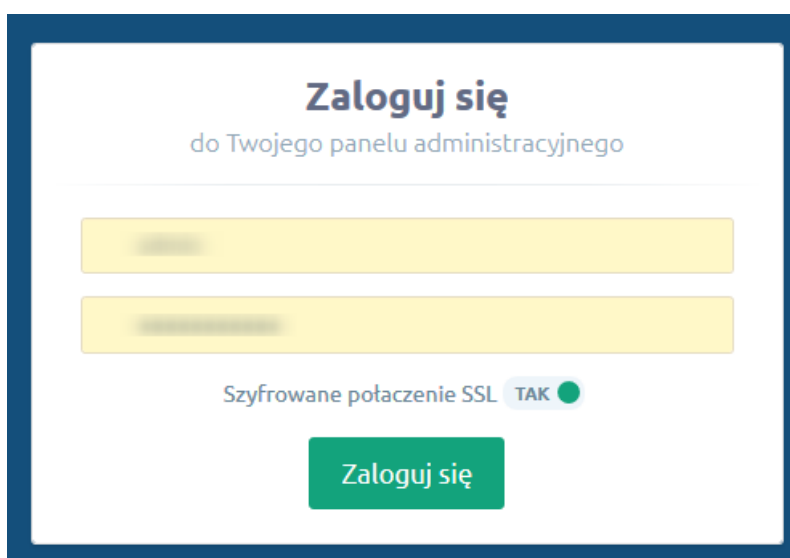 Zaloguj się
do Twojego panelu administracyjnego
Szyfrowane połaczenie SSL TAK
Zaloguj się